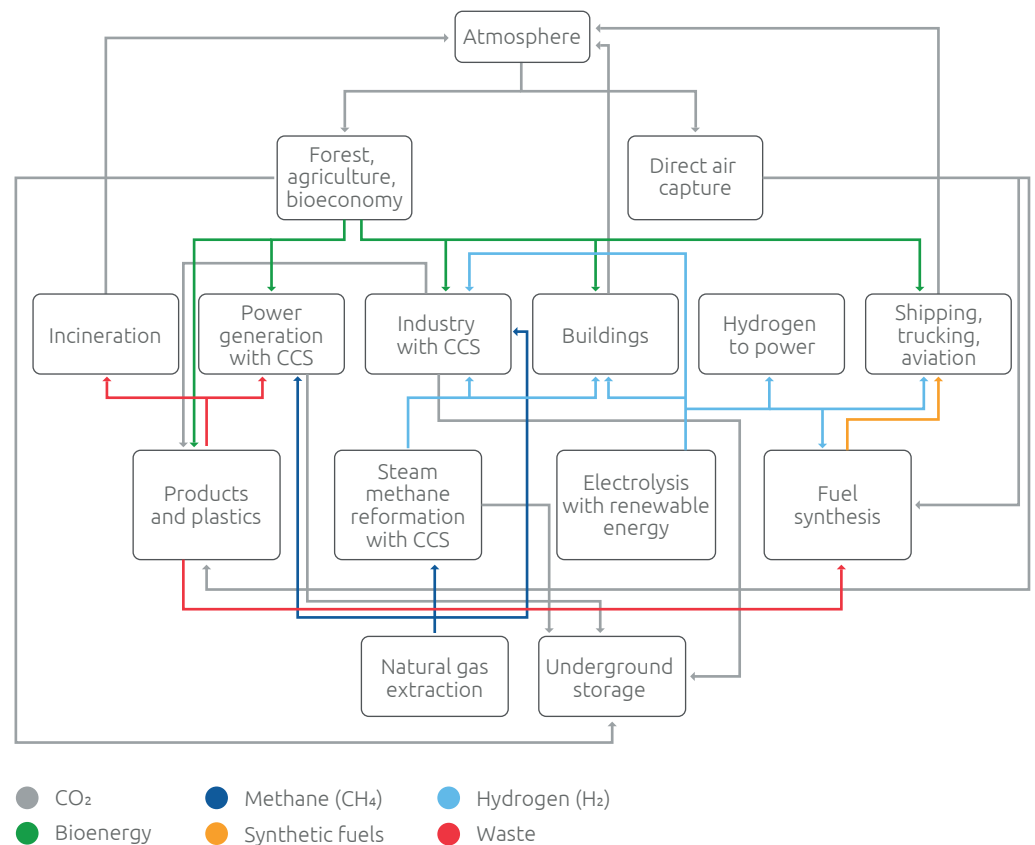 Atmosphere
Forest,
agriculture,
bioeconomy
Direct air
capture
Incineration
Power
generation
with CCS
Industry
with CCS
Buildings
Hydrogen
to power
Shipping,
trucking,
aviation
Products
and plastics
Steam
methane
reformation
with CCS
Electrolysis
with renewable
energy
Fuel
synthesis
Natural gas
extraction
Underground
storage
CO₂
Methane (CH₄)
Hydrogen (H₂)
Bioenergy
Synthetic fuels
Waste